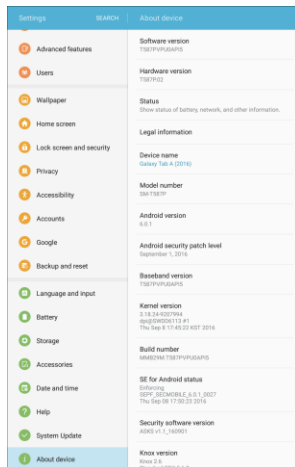 Settings
SEARCH
Advanced features
Users
Wallpaper
Home screen
Lock screen and security
Privacy
Accessibility
Accounts
Google
Backup and reset
Language and input
Battery
Storage
Accessories
Date and time
Help
System Update
About device
About device
Software version
T587PVPU0API5
Hardware version
T587P.02
Status
Show status of battery, network, and other information.
Legal information
Device name
Galaxy Tab A (2016)
Model number
SM-T587P
Android version
6.0.1
Android security patch level
September 1, 2016
Baseband version
T587PVPU0API5
Kernel version
3.18.24-9207994
dpi@SWDD6113 #1
Thu Sep 8 17:45:22 KST 2016
Build number
MMB29M.T587PVPU0API5
SE for Android status
Enforcing
SEPF_SECMOBILE_6.0.1_0027
Thu Sep 08 17:50:23 2016
Security software version
ASKS v1.1_160901
Knox version
Knox 2.6